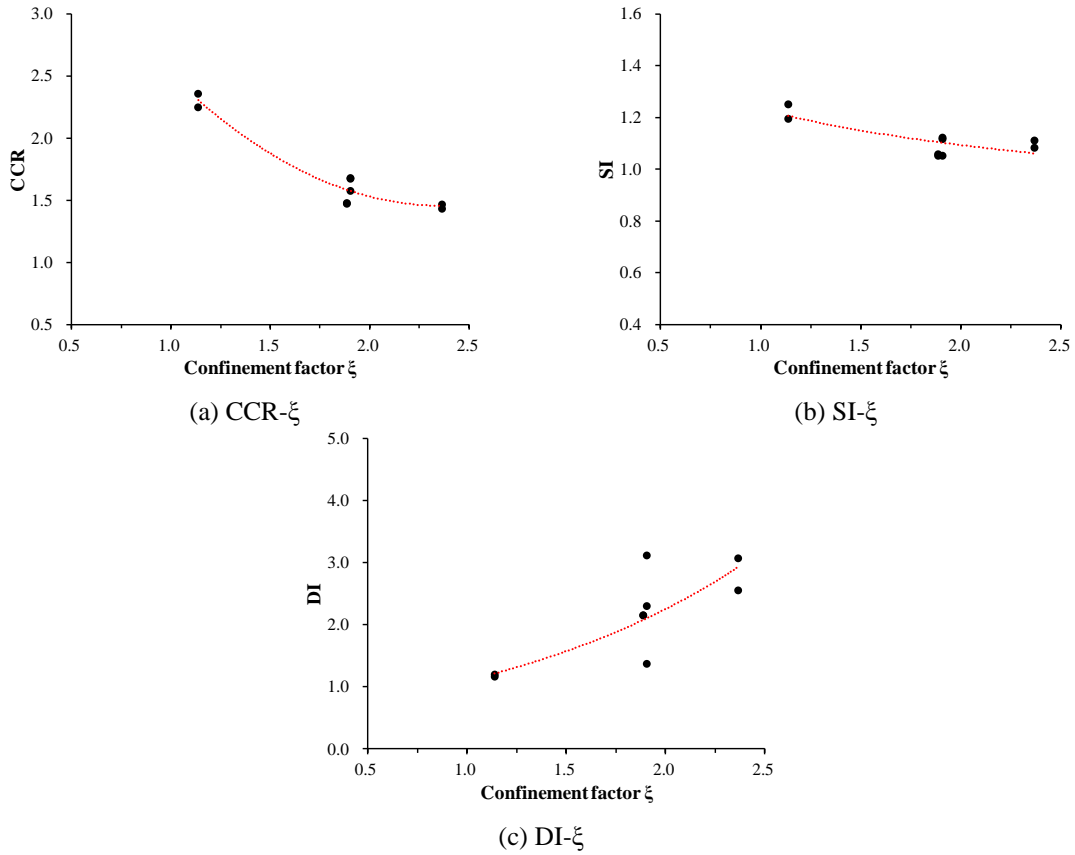 3.0
2.5
2.0
1.5
1.0
0.5
CCR
0.5 1.0 1.5 2.0 2.5
Confinement factor ξ
(a) CCR-ξ
1.6
1.4
1.2
1.0
0.8
0.6
0.4
SI
0.5 1.0 1.5 2.0 2.5
Confinement factor ξ
(b) SI-ξ
5.0
4.0
3.0
2.0
1.0
0.0
DI
0.5 1.0 1.5 2.0 2.5
Confinement factor ξ
(c) DI-ξ